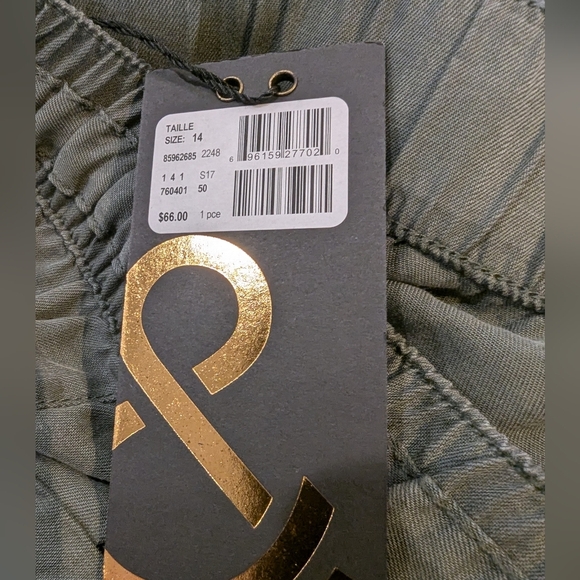 TAILLE
SIZE: 14
85962685 2248
1 4 1 S17
760401 50
$66.00 1 pce
6 96159 27702 0